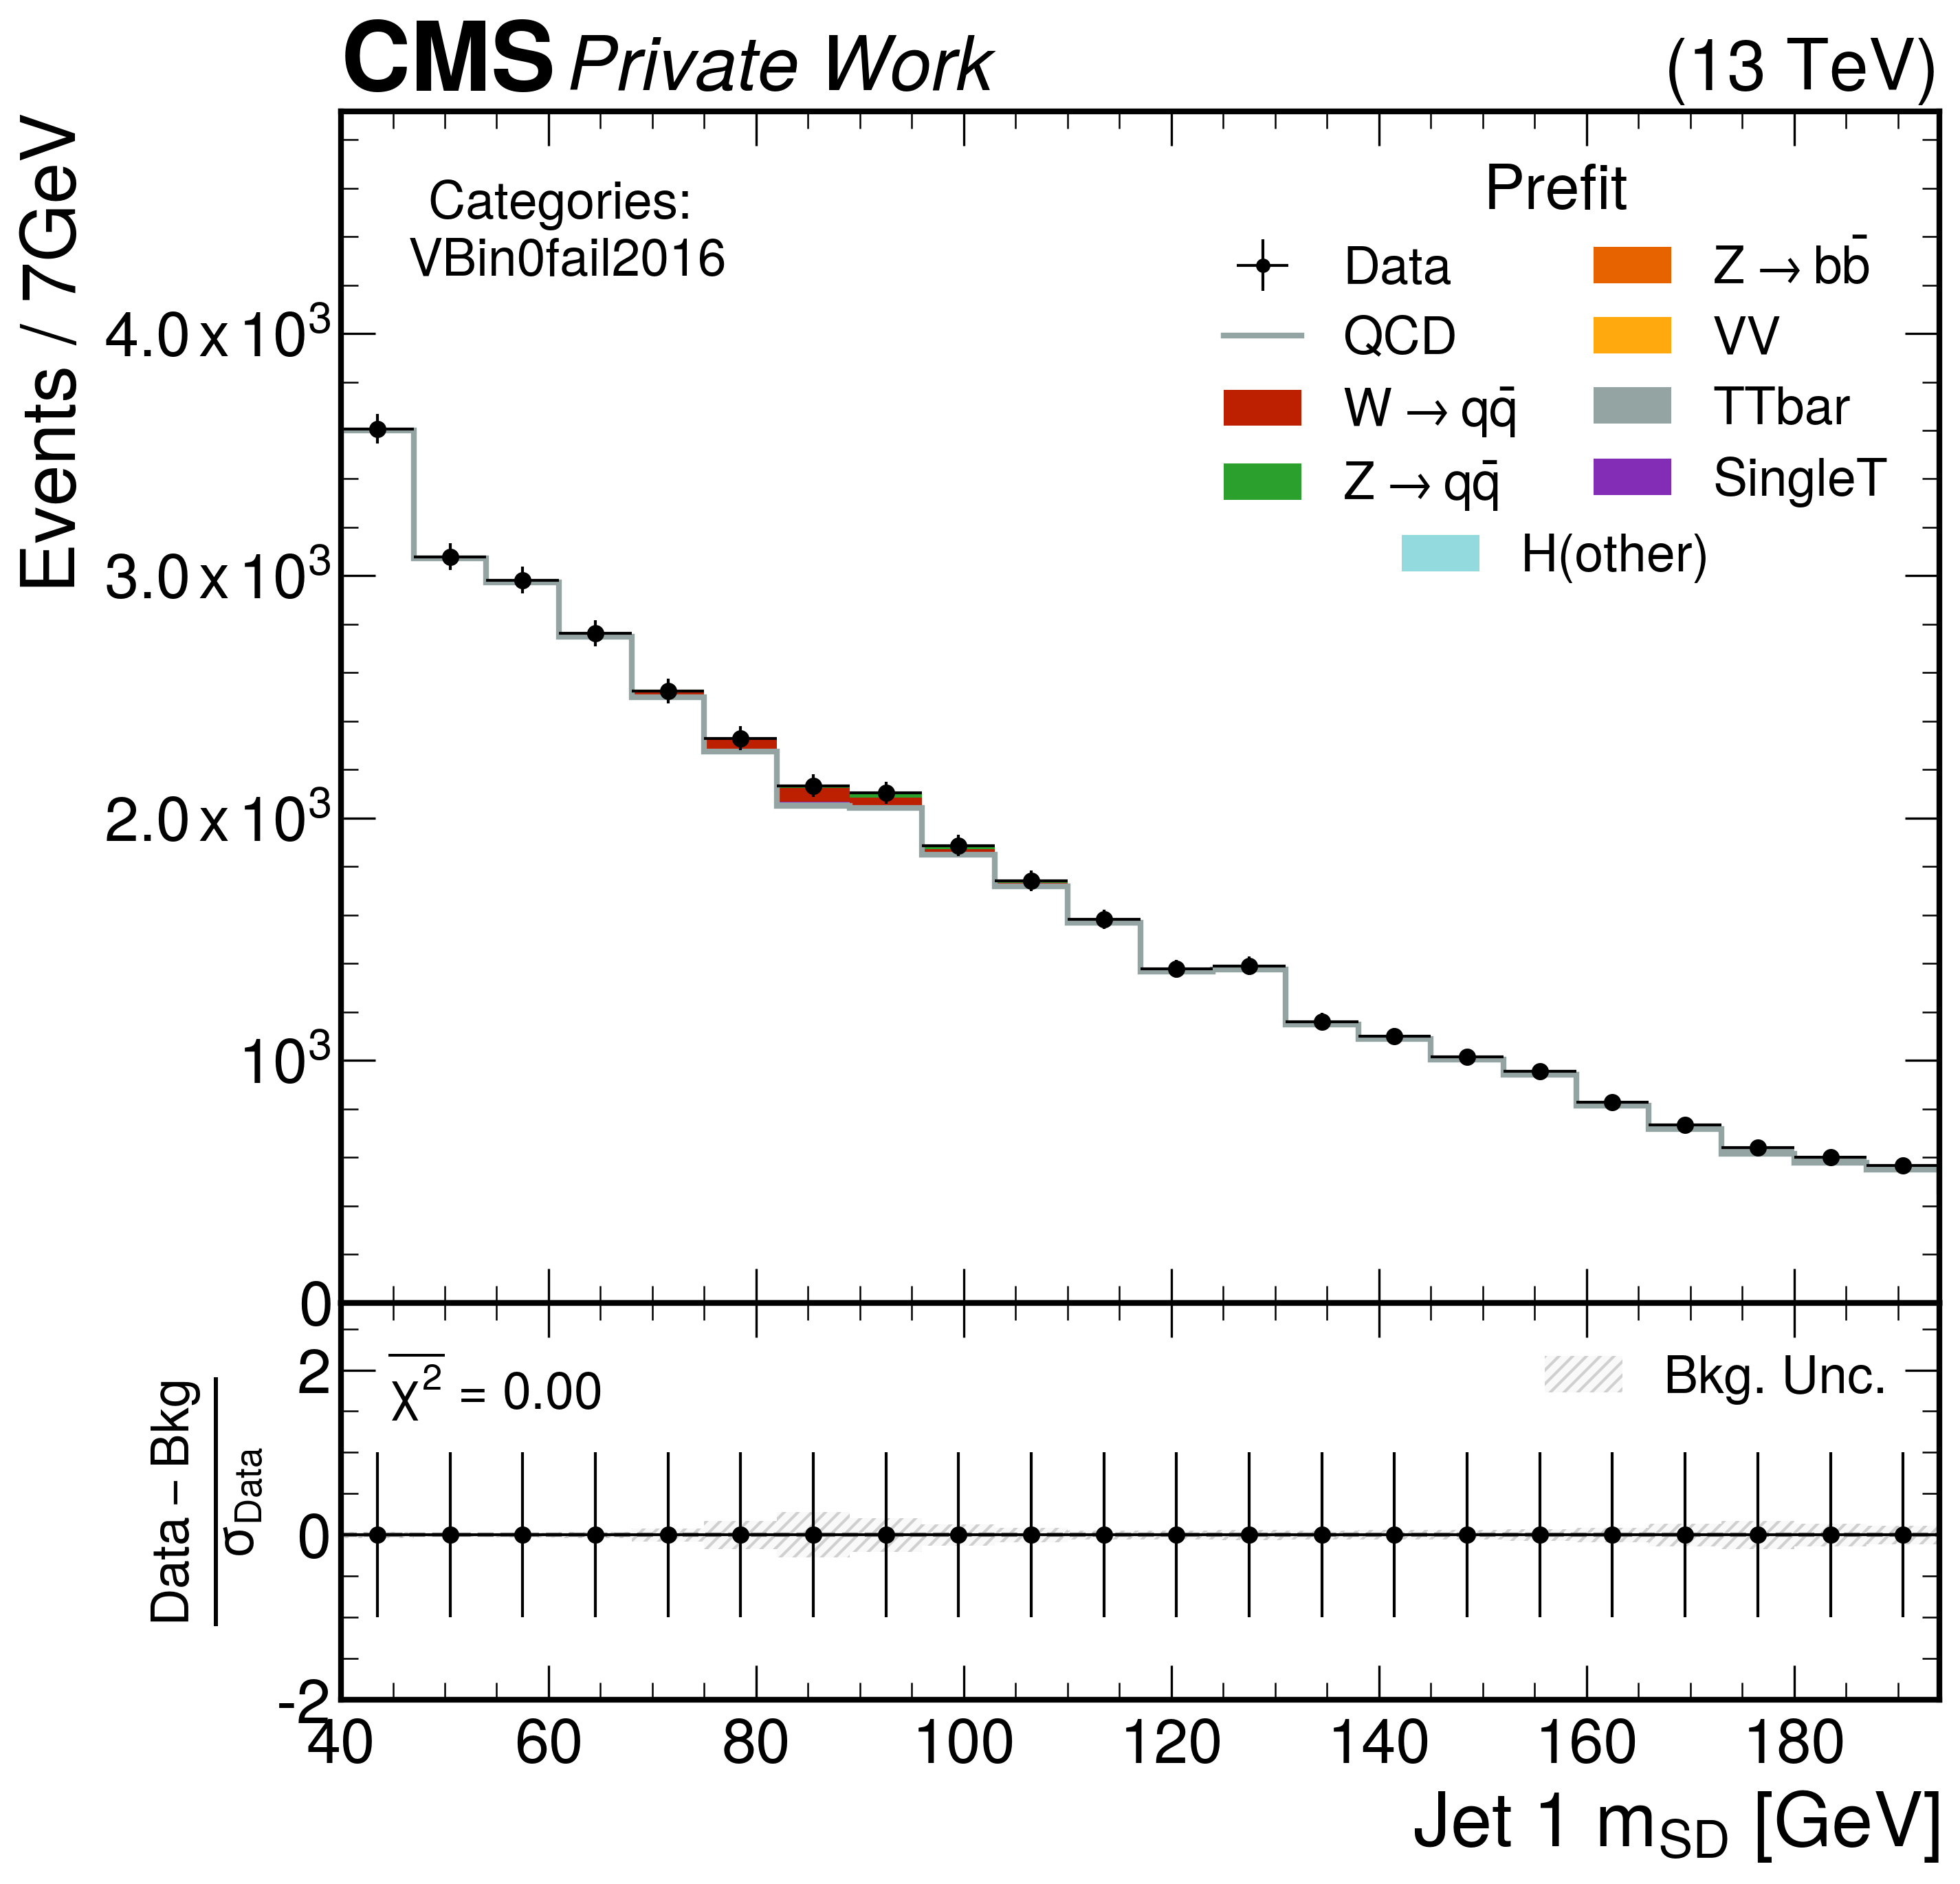 CMS Private Work (13 TeV)
Events / 7GeV
Categories:
VBin0fail2016
Prefit
Data
QCD
W → qq̄
Z → qq̄
Z → bb̄
VV
TTbar
SingleT
H(other)
4.0 x 10³
3.0 x 10³
2.0 x 10³
10³
0
Data − Bkg
σ_Data
χ² = 0.00
Bkg. Unc.
2
0
-2
40 60 80 100 120 140 160 180
Jet 1 m_SD [GeV]